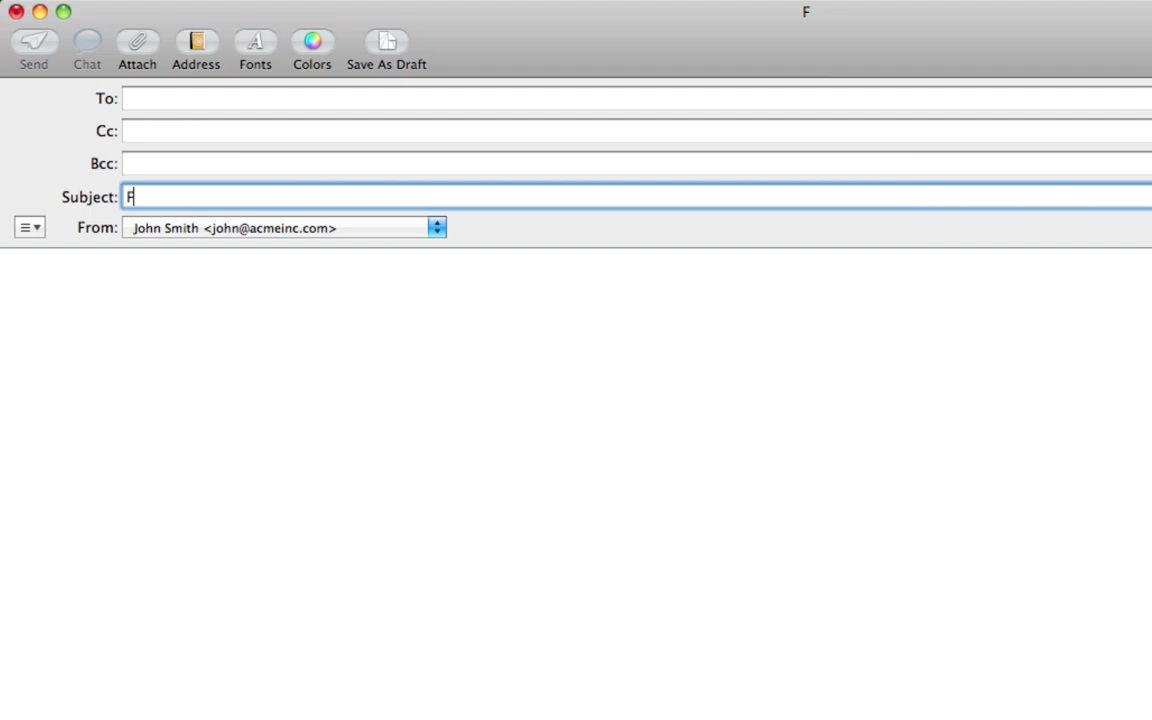 F
Send Chat Attach Address Fonts Colors Save As Draft
To:
Cc:
Bcc:
Subject: F
From: John Smith <john@acmeinc.com>